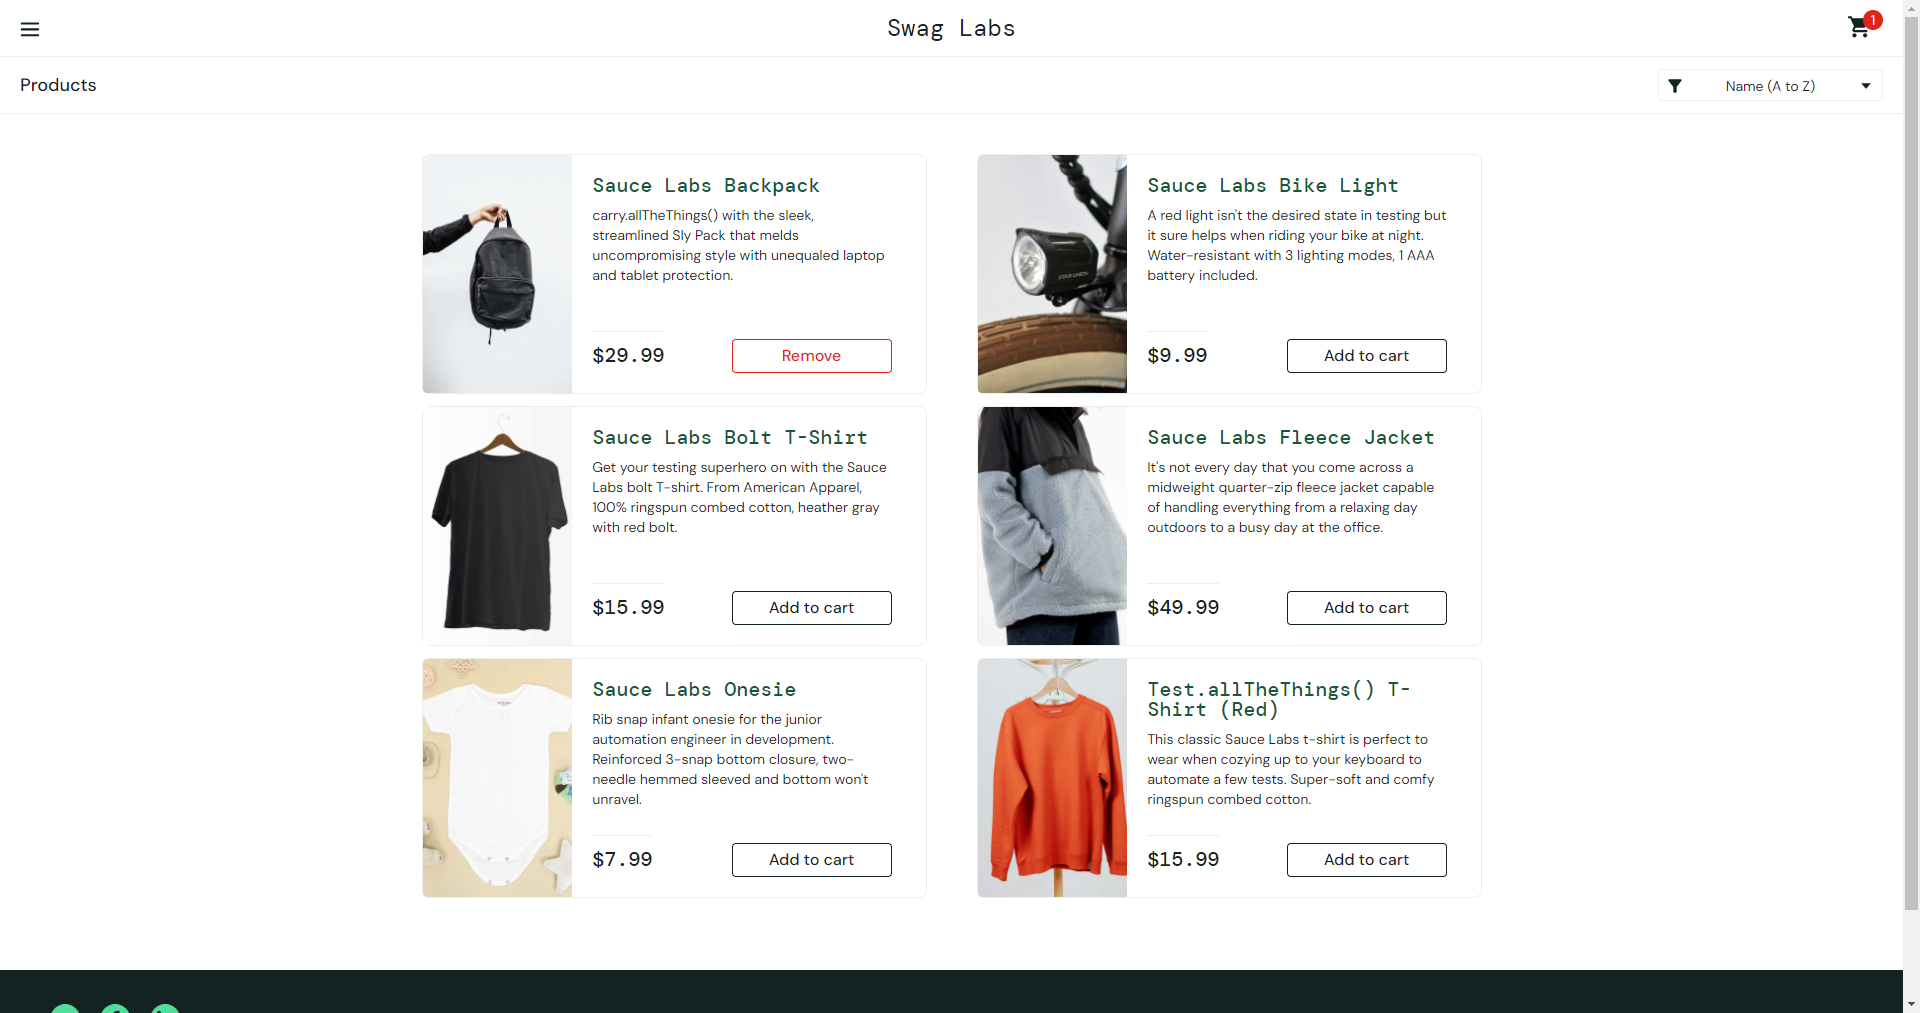 Swag Labs
1
Products
Name (A to Z)
Sauce Labs Backpack
carry.allTheThings() with the sleek,
streamlined Sly Pack that melds
uncompromising style with unequaled laptop
and tablet protection.
$29.99
Remove
Sauce Labs Bike Light
A red light isn't the desired state in testing but
it sure helps when riding your bike at night.
Water-resistant with 3 lighting modes, 1 AAA
battery included.
$9.99
Add to cart
STAR UNION
Sauce Labs Bolt T-Shirt
Get your testing superhero on with the Sauce
Labs bolt T-shirt. From American Apparel,
100% ringspun combed cotton, heather gray
with red bolt.
$15.99
Add to cart
Sauce Labs Fleece Jacket
It's not every day that you come across a
midweight quarter-zip fleece jacket capable
of handling everything from a relaxing day
outdoors to a busy day at the office.
$49.99
Add to cart
Sauce Labs Onesie
Rib snap infant onesie for the junior
automation engineer in development.
Reinforced 3-snap bottom closure, two-
needle hemmed sleeved and bottom won't
unravel.
$7.99
Add to cart
Test.allTheThings() T-
Shirt (Red)
This classic Sauce Labs t-shirt is perfect to
wear when cozying up to your keyboard to
automate a few tests. Super-soft and comfy
ringspun combed cotton.
$15.99
Add to cart